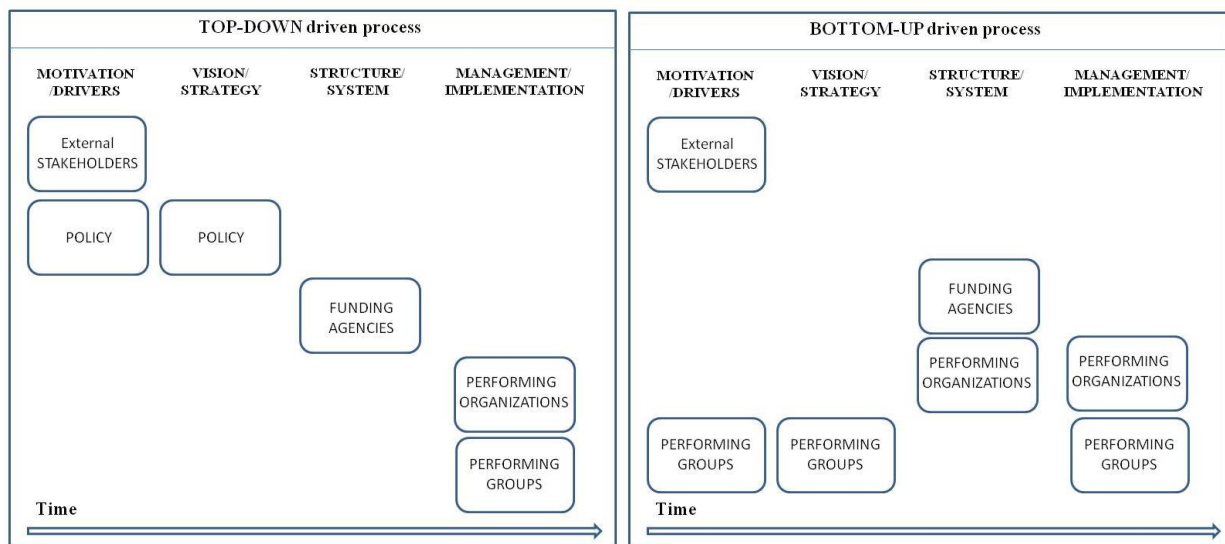 TOP-DOWN driven process
MOTIVATION
/DRIVERS
VISION/
STRATEGY
STRUCTURE/
SYSTEM
MANAGEMENT/
IMPLEMENTATION
External
STAKEHOLDERS
POLICY
POLICY
FUNDING
AGENCIES
PERFORMING
ORGANIZATIONS
PERFORMING
GROUPS
Time
BOTTOM-UP driven process
MOTIVATION
/DRIVERS
VISION/
STRATEGY
STRUCTURE/
SYSTEM
MANAGEMENT/
IMPLEMENTATION
External
STAKEHOLDERS
FUNDING
AGENCIES
PERFORMING
ORGANIZATIONS
PERFORMING
ORGANIZATIONS
PERFORMING
GROUPS
PERFORMING
GROUPS
PERFORMING
GROUPS
Time